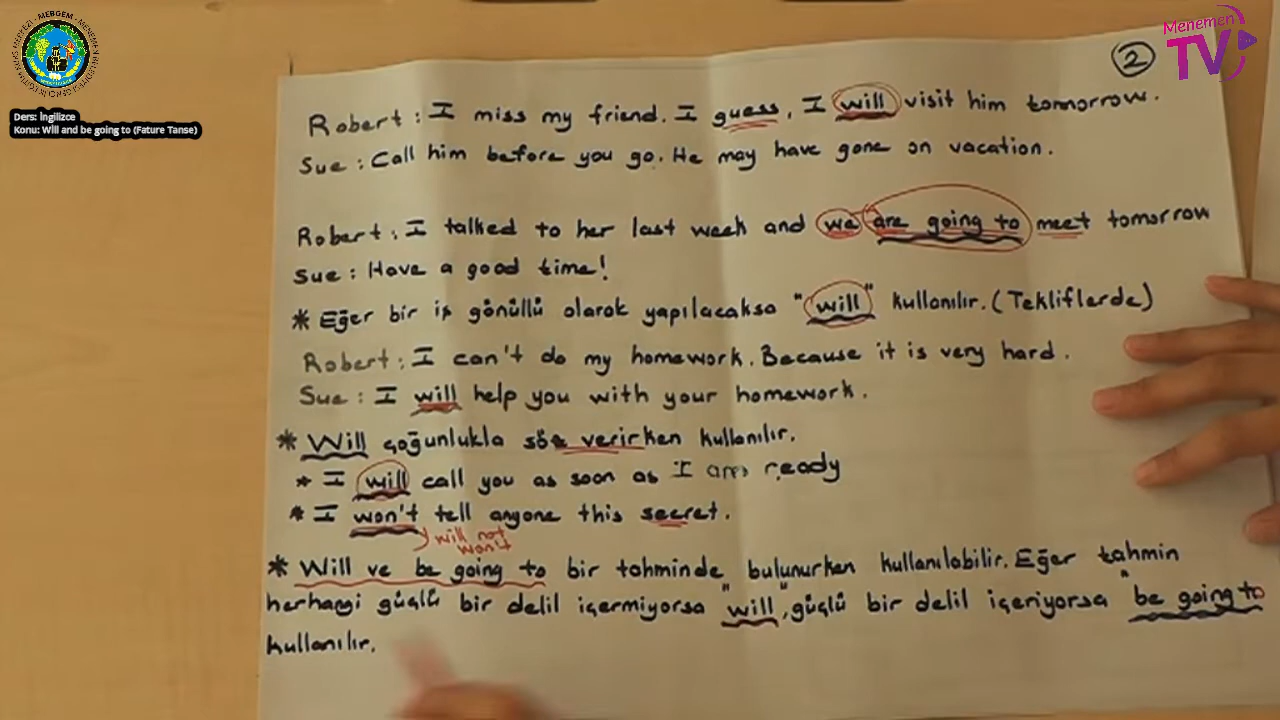 Menemen
TV
2
Ders: İngilizce
Konu: Will and be going to (Fature Tanse)
Robert: I miss my friend. I guess, I will visit him tomorrow.
Sue: Call him before you go. He may have gone on vacation.
Robert: I talked to her last week and we are going to meet tomorrow
Sue: Have a good time!
* Eğer bir iş gönüllü olarak yapılacaksa "will" kullanılır. (Tekliflerde)
Robert: I can't do my homework. Because it is very hard.
Sue: I will help you with your homework.
* Will çoğunlukla söz verirken kullanılır.
* I will call you as soon as I am ready
* I won't tell anyone this secret.
will not
won't
* Will ve be going to bir tahminde bulunurken kullanılabilir. Eğer tahmin
herhangi güçlü bir delil içermiyorsa "will", güçlü bir delil içeriyorsa "be going to
kullanılır.